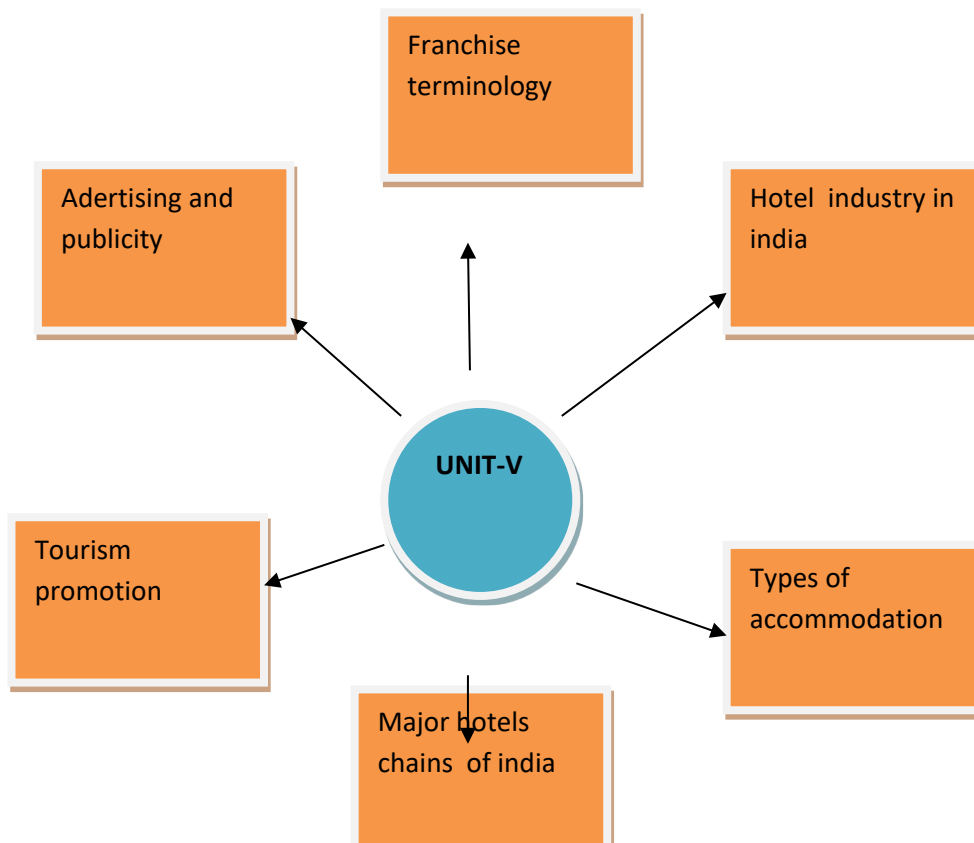 Franchise
terminology
Adertising and
publicity
Hotel  industry in
india
UNIT-V
Tourism
promotion
Types of
accommodation
Major hotels
chains  of india